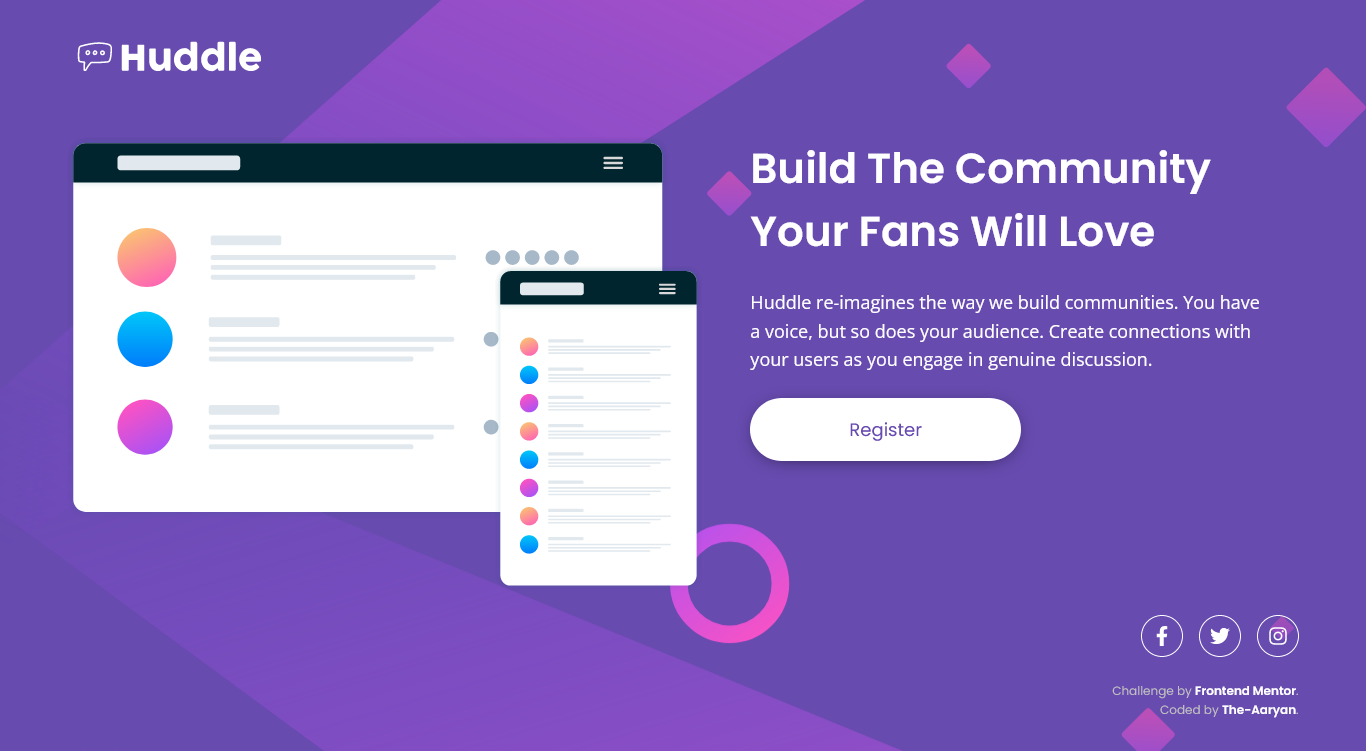 Huddle
Build The Community
Your Fans Will Love
Huddle re-imagines the way we build communities. You have
a voice, but so does your audience. Create connections with
your users as you engage in genuine discussion.
Register
Challenge by Frontend Mentor.
Coded by The-Aaryan.